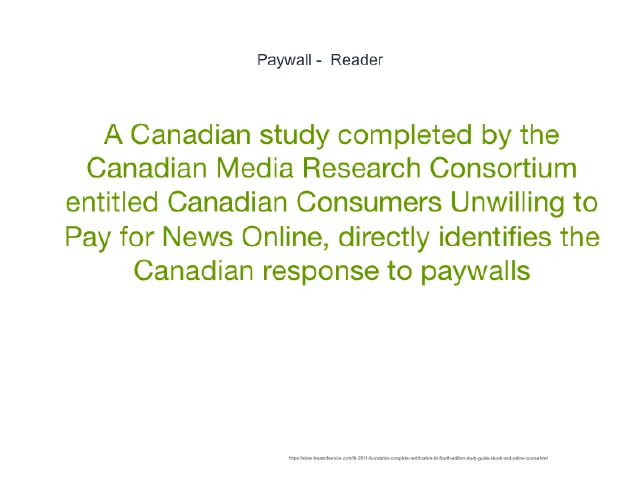 Paywall - Reader
A Canadian study completed by the
Canadian Media Research Consortium
entitled Canadian Consumers Unwilling to
Pay for News Online, directly identifies the
Canadian response to paywalls